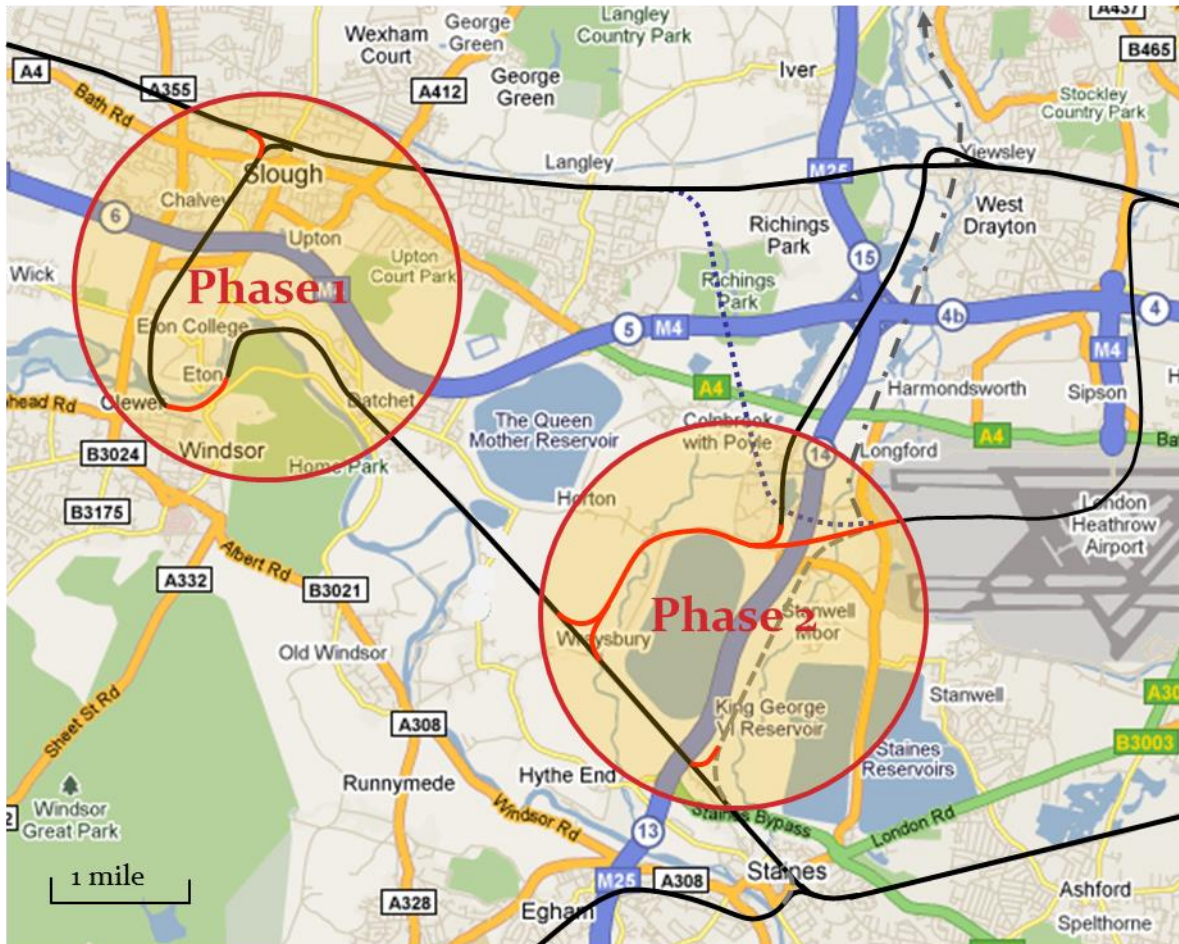 Wexham
Court
George
Green
Langley
Country Park
A437
B465
A4
A355
A412
George
Green
Iver
Stockley
Country Park
Bath Rd
Langley
Yiewsley
M25
Slough
Chalvey
West
Drayton
6
Upton
Richings
Park
Wick
Upton
Court Park
15
Phase 1
Richings
Park
4b
4
Eton College
5
M4
M4
M4
Eton
A4
Harmondsworth
Sipson
Clewer
Datchet
The Queen
Mother Reservoir
Colnbrook
with Poyle
A4
Windsor
14
Longford
B3024
Home Park
Horton
London
Heathrow
Airport
B3175
Albert Rd
A332
B3021
Phase 2
Stanwell
Moor
Wraysbury
Old Windsor
Stanwell
Sheet St Rd
A308
King George
VI Reservoir
B3003
Staines
Reservoirs
Hythe End
Runnymede
Windsor
Great Park
Windsor Rd
Staines Bypass
London Rd
13
1 mile
Staines
M25
A308
Ashford
A328
Egham
Spelthorne